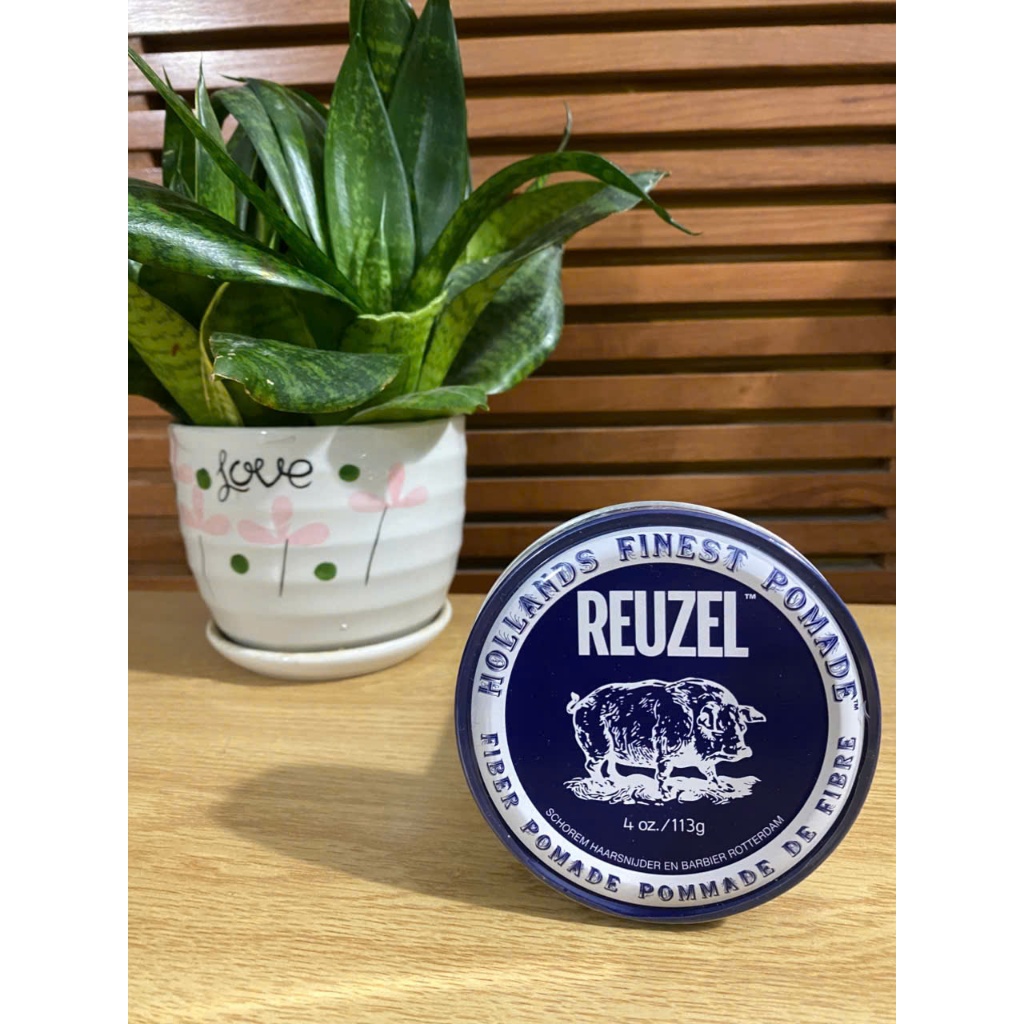 Love
HOLLANDS FINEST POMADE™
REUZEL™
4 oz./113g
SCHOREM HAARSNIJDER EN BARBIER ROTTERDAM
FIBER POMADE POMMADE DE FIBRE